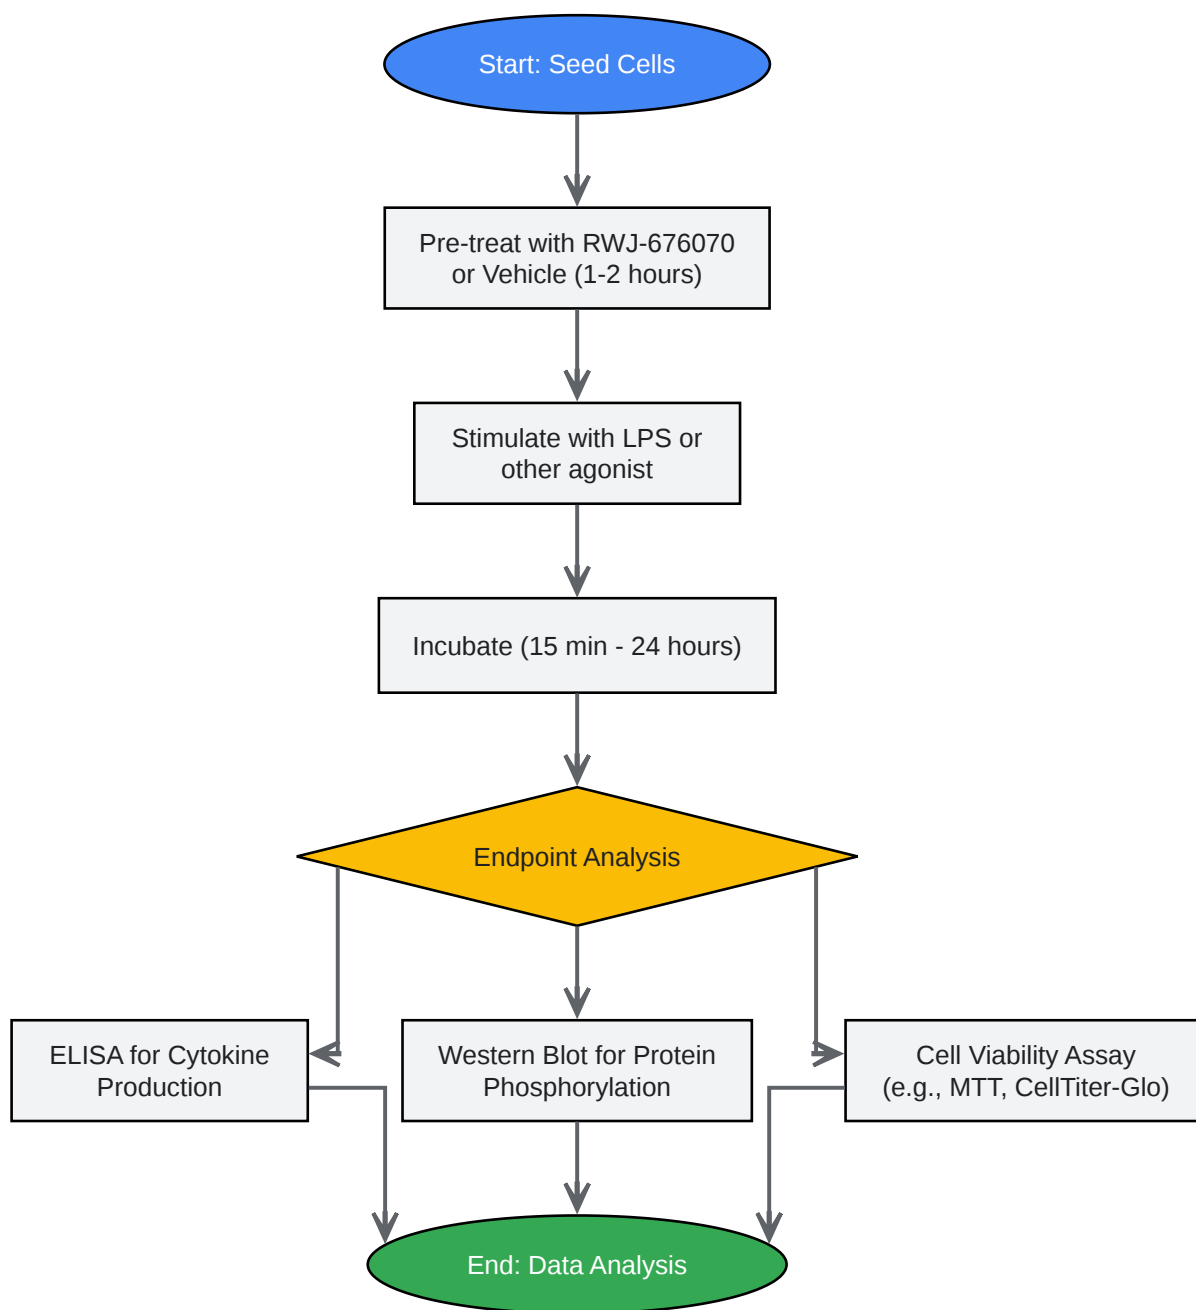 Start: Seed Cells
Pre-treat with RWJ-676070
or Vehicle (1-2 hours)
Stimulate with LPS or
other agonist
Incubate (15 min - 24 hours)
Endpoint Analysis
ELISA for Cytokine
Production
Western Blot for Protein
Phosphorylation
Cell Viability Assay
(e.g., MTT, CellTiter-Glo)
End: Data Analysis